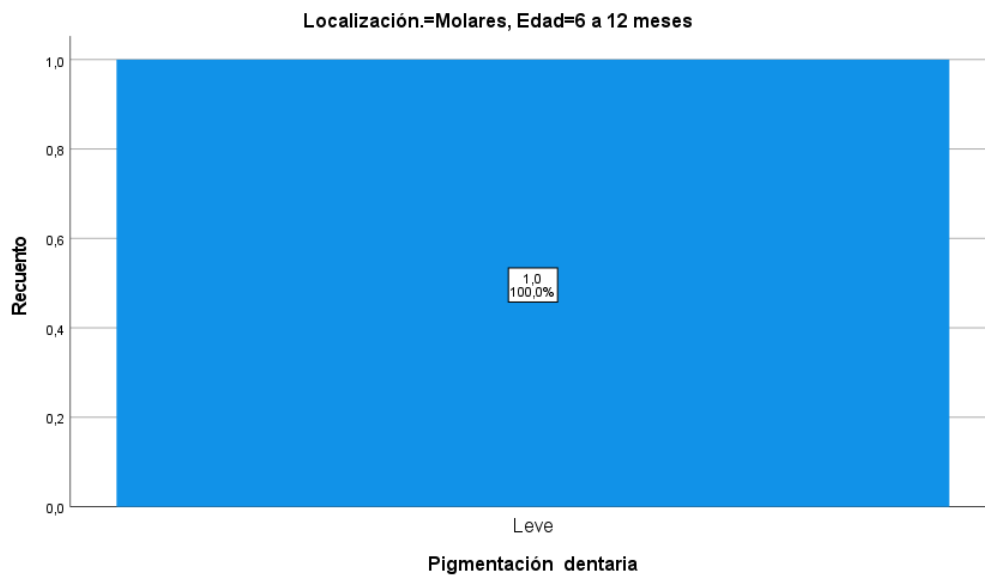 Localización.=Molares, Edad=6 a 12 meses
Recuento
1,0
0,8
0,6
0,4
0,2
0,0
1,0
100,0%
Leve
Pigmentación dentaria